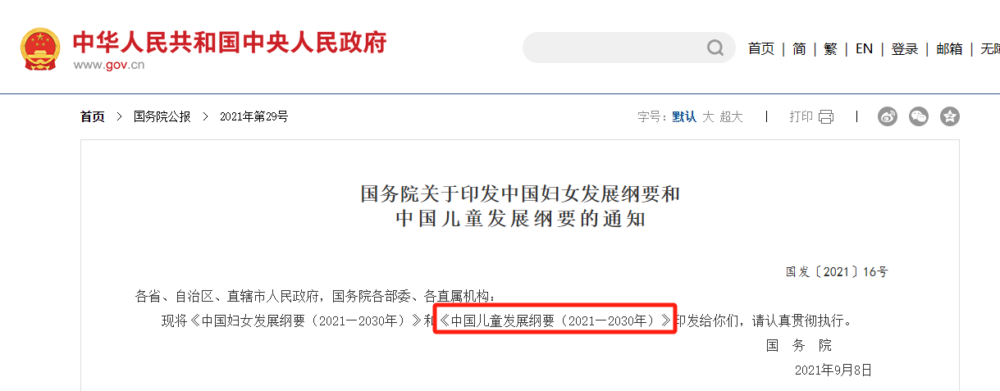 中华人民共和国中央人民政府
www.gov.cn
首页 | 简 | 繁 | EN | 登录 | 邮箱 | 无障
首页 > 国务院公报 > 2021年第29号
字号：默认 大 超大 | 打印 |
国务院关于印发中国妇女发展纲要和
中国儿童发展纲要的通知
国发〔2021〕16号
各省、自治区、直辖市人民政府，国务院各部委、各直属机构：
现将《中国妇女发展纲要（2021—2030年）》和《中国儿童发展纲要（2021—2030年）》印发给你们，请认真贯彻执行。
国 务 院
2021年9月8日